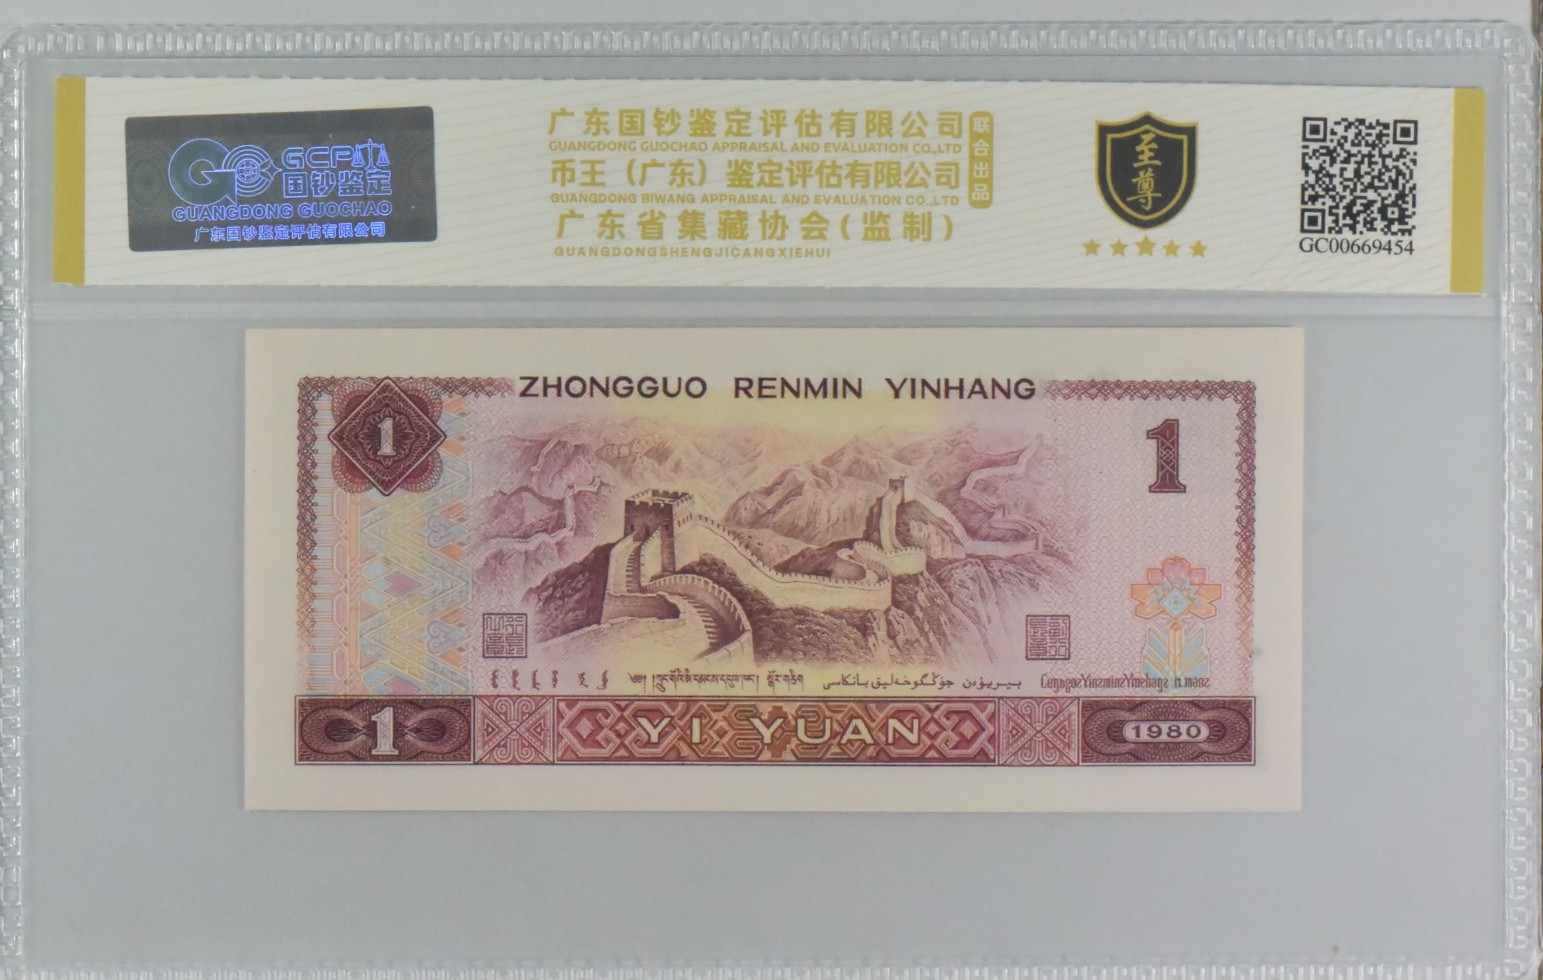 GCP
国钞鉴定
GUANGDONG GUOCHAO
广东国钞鉴定评估有限公司
广东国钞鉴定评估有限公司
GUANGDONG GUOCHAO APPRAISAL AND EVALUATION CO.,LTD
币王（广东）鉴定评估有限公司
GUANGDONG BIWANG APPRAISAL AND EVALUATION CO.,LTD
广东省集藏协会(监制)
GUANGDONGSHENGJICANGXIEHUI
联合出品
至尊
GC00669454
ZHONGGUO RENMIN YINHANG
1
1
1
YI YUAN
1980